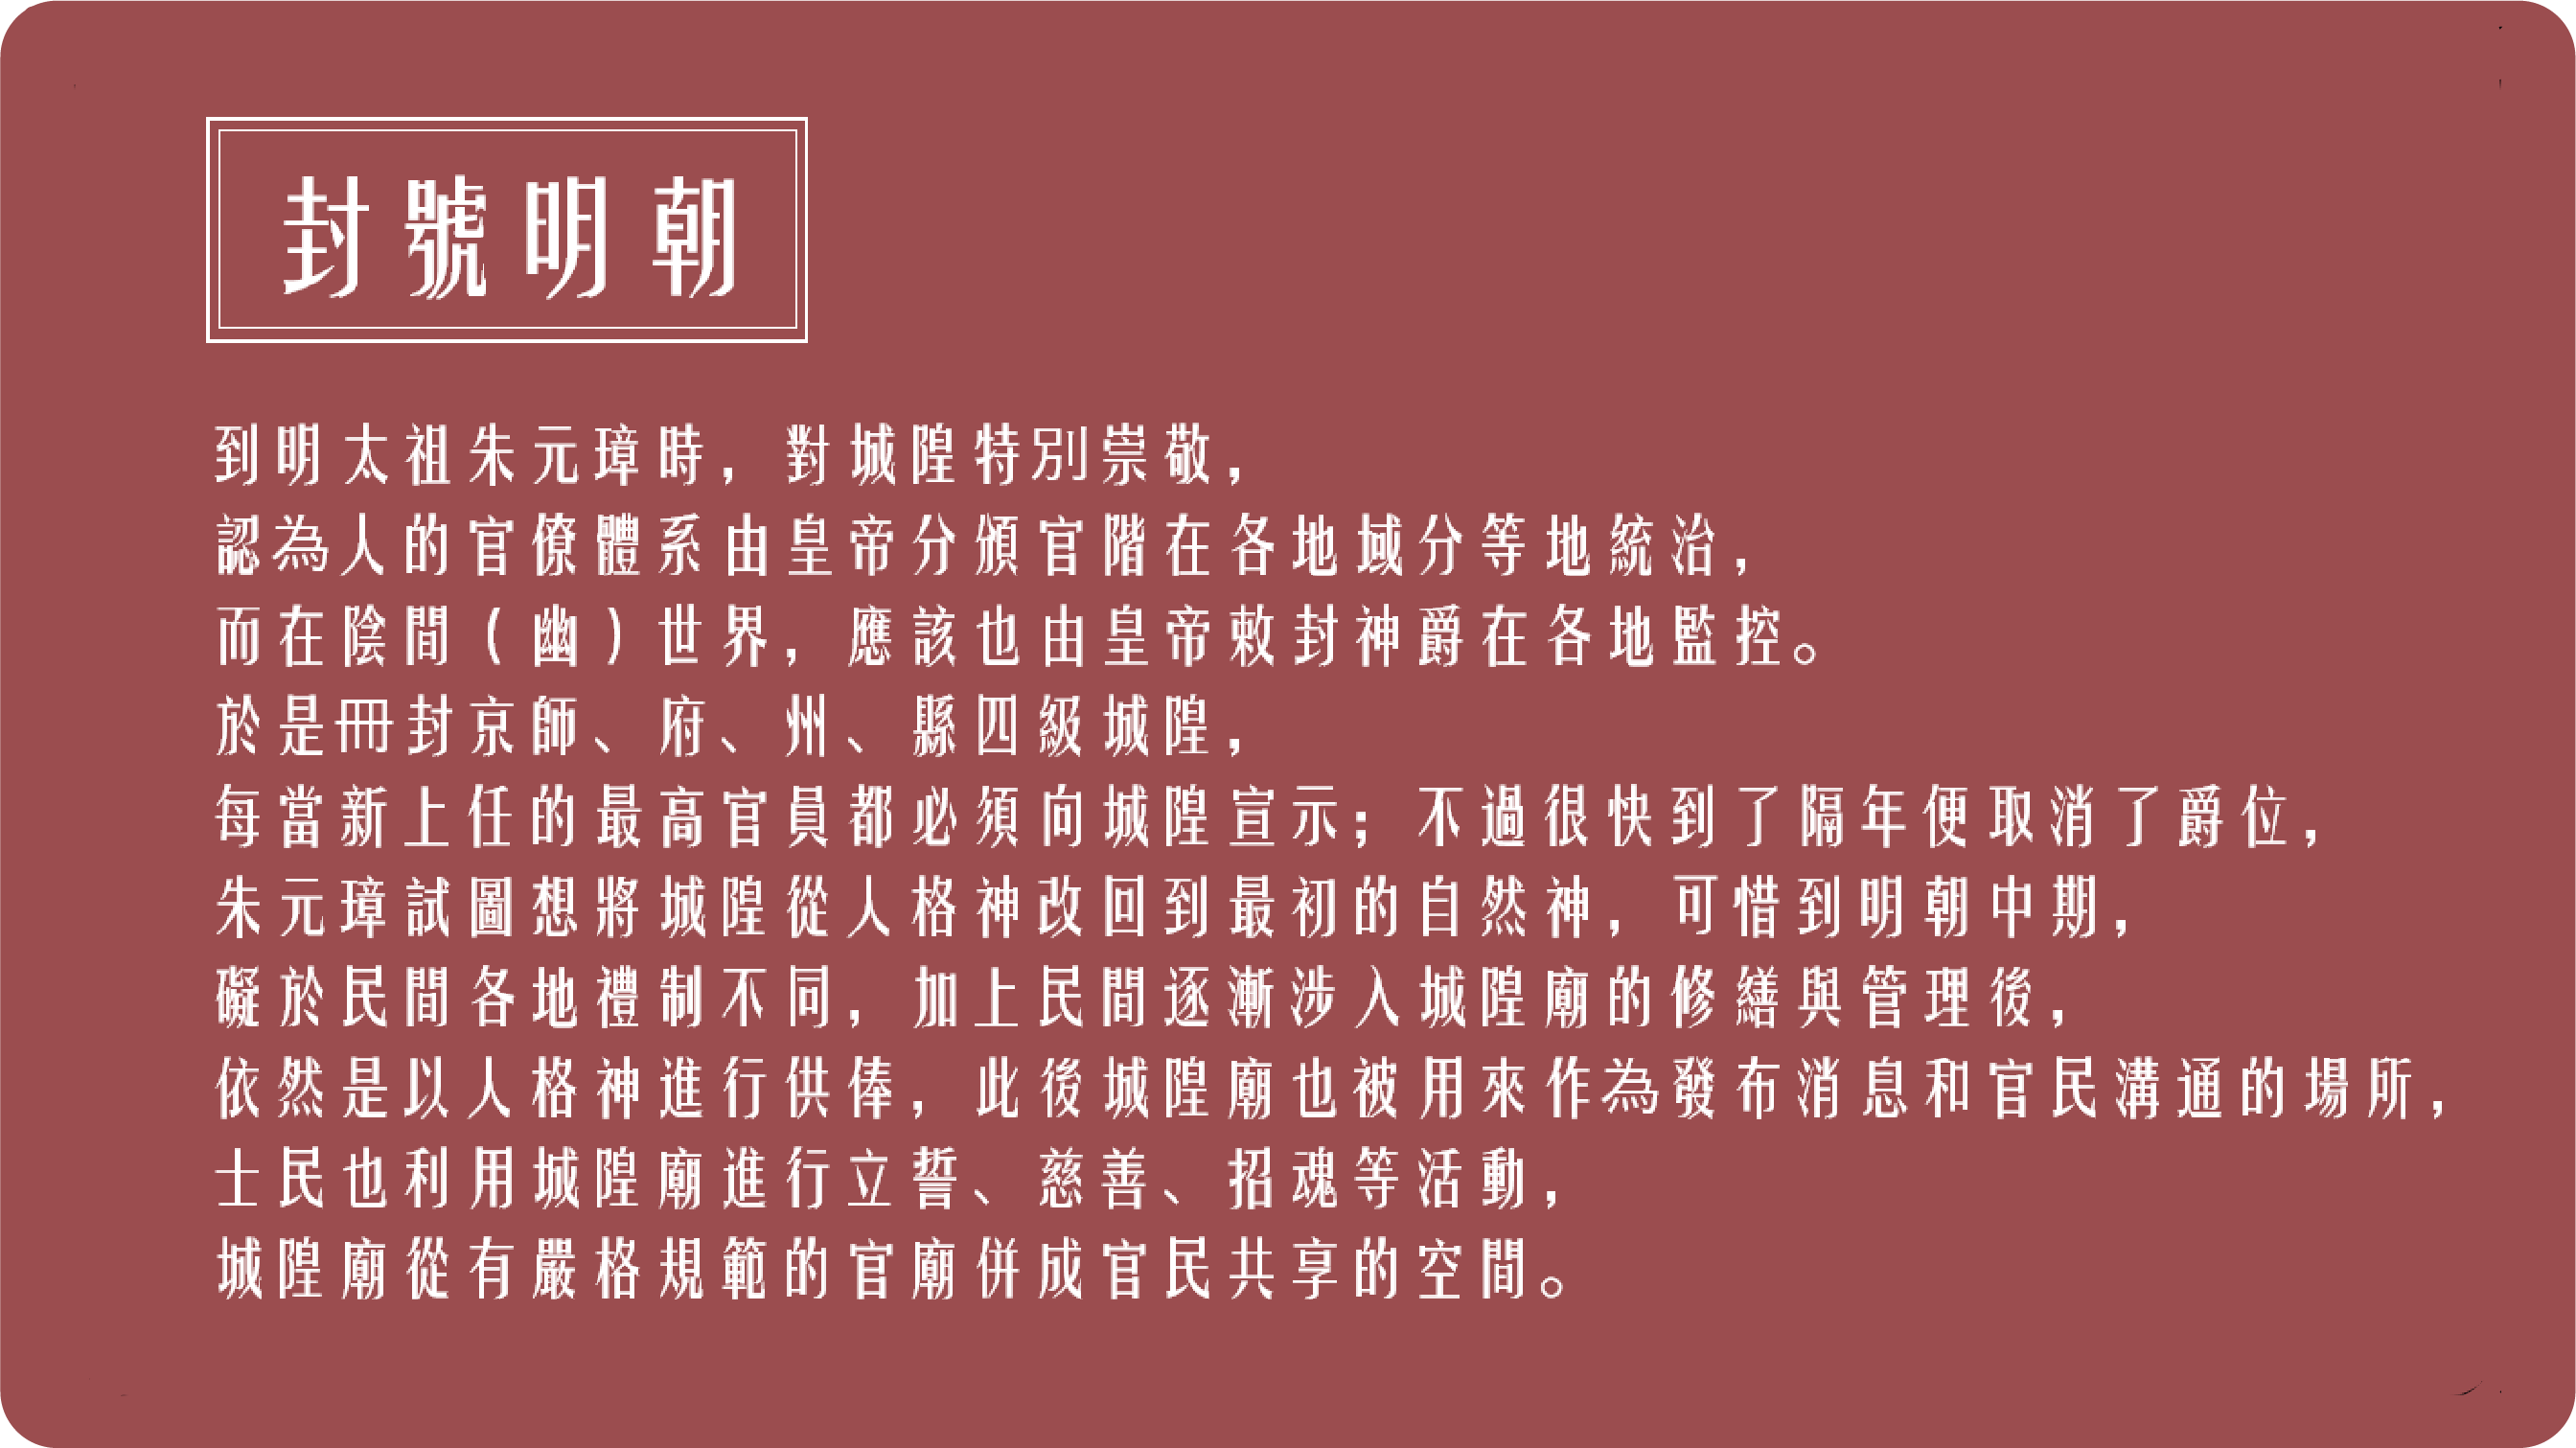 封號明朝
到明太祖朱元璋時，對城隍特別崇敬，
認為人的官僚體系由皇帝分頒官階在各地域分等地統治，
而在陰間（幽）世界，應該也由皇帝敕封神爵在各地監控。
於是冊封京師、府、州、縣四級城隍，
每當新上任的最高官員都必須向城隍宣示；不過很快到了隔年便取消了爵位，
朱元璋試圖想將城隍從人格神改回到最初的自然神，可惜到明朝中期，
礙於民間各地禮制不同，加上民間逐漸涉入城隍廟的修繕與管理後，
依然是以人格神進行供俸，此後城隍廟也被用來作為發布消息和官民溝通的場所，
士民也利用城隍廟進行立誓、慈善、招魂等活動，
城隍廟從有嚴格規範的官廟併成官民共享的空間。